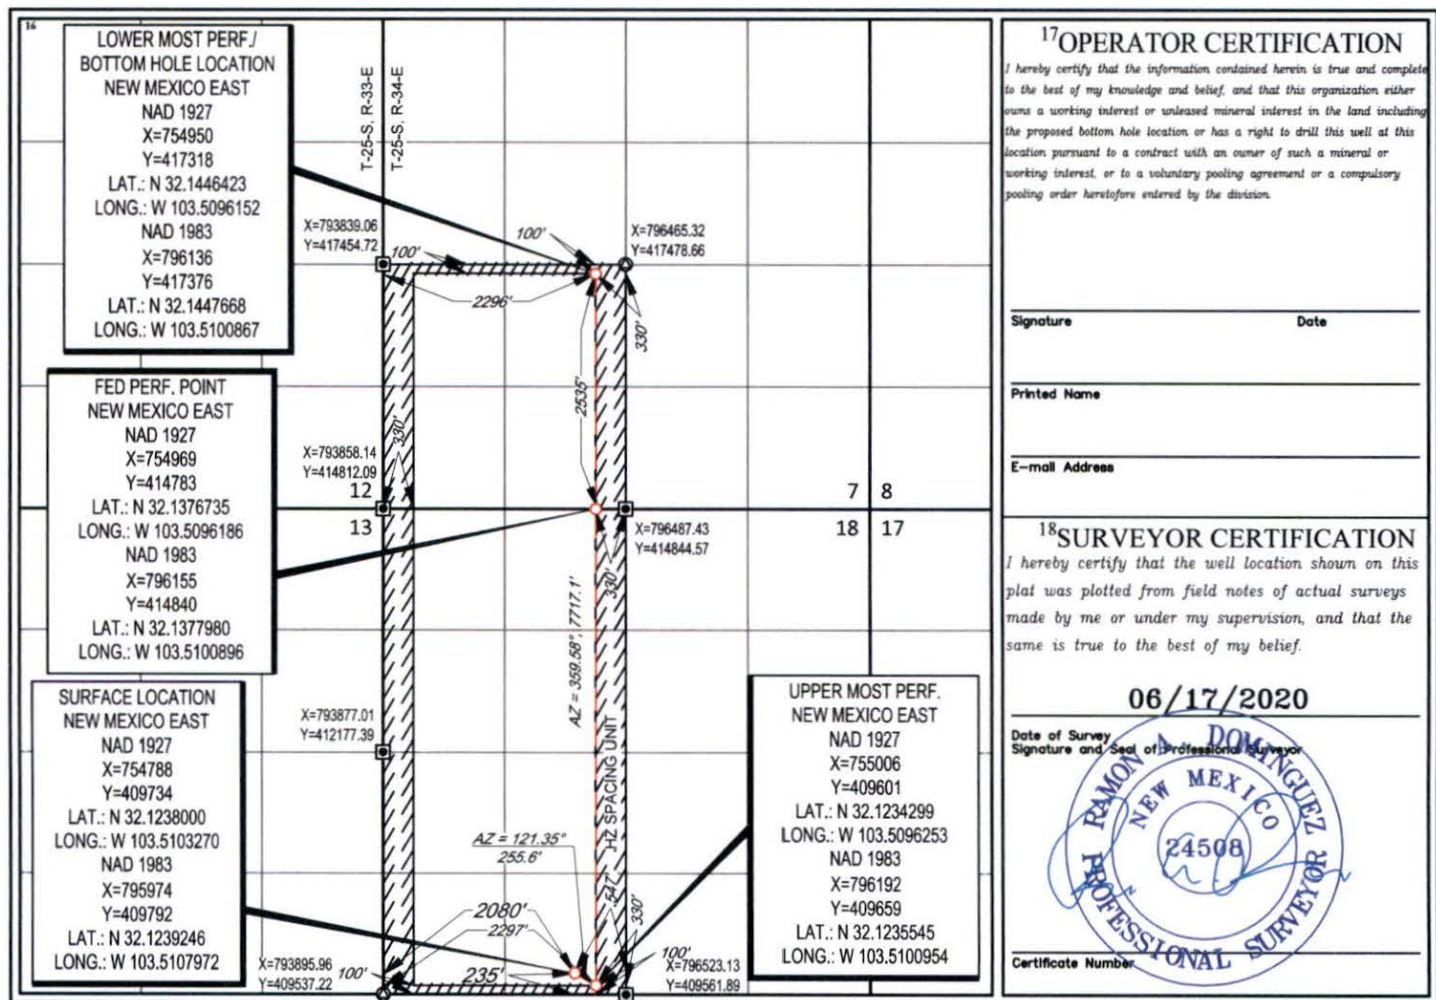 16
LOWER MOST PERF./
BOTTOM HOLE LOCATION
NEW MEXICO EAST
NAD 1927
X=754950
Y=417318
LAT.: N 32.1446423
LONG.: W 103.5096152
NAD 1983
X=796136
Y=417376
LAT.: N 32.1447668
LONG.: W 103.5100867
FED PERF. POINT
NEW MEXICO EAST
NAD 1927
X=754969
Y=414783
LAT.: N 32.1376735
LONG.: W 103.5096186
NAD 1983
X=796155
Y=414840
LAT.: N 32.1377980
LONG.: W 103.5100896
SURFACE LOCATION
NEW MEXICO EAST
NAD 1927
X=754788
Y=409734
LAT.: N 32.1238000
LONG.: W 103.5103270
NAD 1983
X=795974
Y=409792
LAT.: N 32.1239246
LONG.: W 103.5107972
T-25-S, R-33-E
T-25-S, R-34-E
X=793839.06
Y=417454.72
100'
100'
X=796465.32
Y=417478.66
2296'
330'
2535'
330'
X=793858.14
Y=414812.09
12
13
7
8
18
17
X=796487.43
Y=414844.57
330'
AZ = 359.58°, 7717.1'
X=793877.01
Y=412177.39
HZ SPACING UNIT
AZ = 121.35°
255.6'
547'
330'
2080'
2297'
235'
100'
100'
X=793895.96
Y=409537.22
X=796523.13
Y=409561.89
UPPER MOST PERF.
NEW MEXICO EAST
NAD 1927
X=755006
Y=409601
LAT.: N 32.1234299
LONG.: W 103.5096253
NAD 1983
X=796192
Y=409659
LAT.: N 32.1235545
LONG.: W 103.5100954
17 OPERATOR CERTIFICATION
I hereby certify that the information contained herein is true and complete
to the best of my knowledge and belief, and that this organization either
owns a working interest or unleased mineral interest in the land including
the proposed bottom hole location or has a right to drill this well at this
location pursuant to a contract with an owner of such a mineral or
working interest, or to a voluntary pooling agreement or a compulsory
pooling order heretofore entered by the division.
Signature Date
Printed Name
E-mail Address
18 SURVEYOR CERTIFICATION
I hereby certify that the well location shown on this
plat was plotted from field notes of actual surveys
made by me or under my supervision, and that the
same is true to the best of my belief.
06/17/2020
Date of Survey
Signature and Seal of Professional Surveyor
RAMON A. DOMINGUEZ
NEW MEXICO
24508
PROFESSIONAL SURVEYOR
Certificate Number